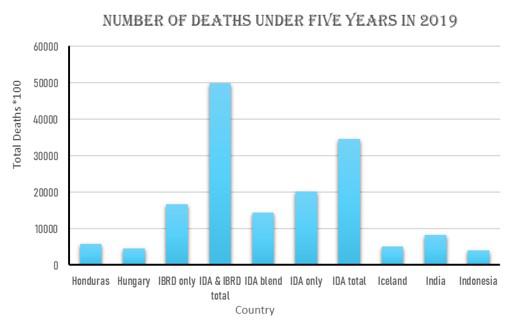 NUMBER OF DEATHS UNDER FIVE YEARS IN 2019
60000
50000
40000
30000
20000
10000
0
Total Deaths *100
Honduras Hungary IBRD only IDA & IBRD IDA blend IDA only IDA total Iceland India Indonesia
total
Country